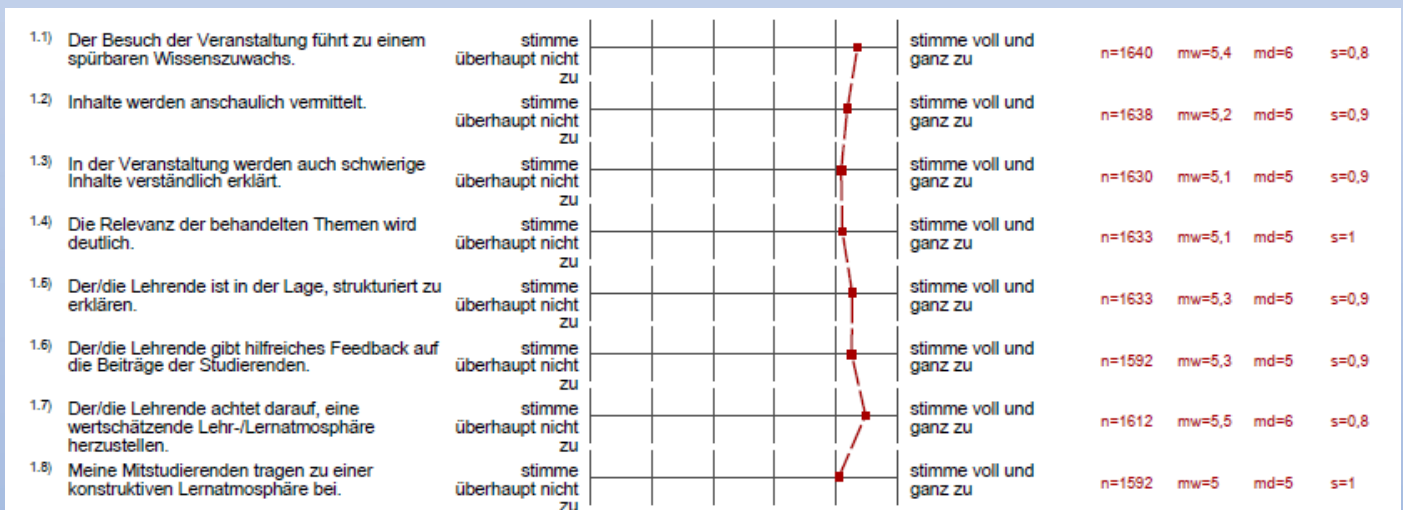 1.1) Der Besuch der Veranstaltung führt zu einem spürbaren Wissenszuwachs. stimme überhaupt nicht zu stimme voll und ganz zu n=1640 mw=5,4 md=6 s=0,8
1.2) Inhalte werden anschaulich vermittelt. stimme überhaupt nicht zu stimme voll und ganz zu n=1638 mw=5,2 md=5 s=0,9
1.3) In der Veranstaltung werden auch schwierige Inhalte verständlich erklärt. stimme überhaupt nicht zu stimme voll und ganz zu n=1630 mw=5,1 md=5 s=0,9
1.4) Die Relevanz der behandelten Themen wird deutlich. stimme überhaupt nicht zu stimme voll und ganz zu n=1633 mw=5,1 md=5 s=1
1.5) Der/die Lehrende ist in der Lage, strukturiert zu erklären. stimme überhaupt nicht zu stimme voll und ganz zu n=1633 mw=5,3 md=5 s=0,9
1.6) Der/die Lehrende gibt hilfreiches Feedback auf die Beiträge der Studierenden. stimme überhaupt nicht zu stimme voll und ganz zu n=1592 mw=5,3 md=5 s=0,9
1.7) Der/die Lehrende achtet darauf, eine wertschätzende Lehr-/Lernatmosphäre herzustellen. stimme überhaupt nicht zu stimme voll und ganz zu n=1612 mw=5,5 md=6 s=0,8
1.8) Meine Mitstudierenden tragen zu einer konstruktiven Lernatmosphäre bei. stimme überhaupt nicht zu stimme voll und ganz zu n=1592 mw=5 md=5 s=1